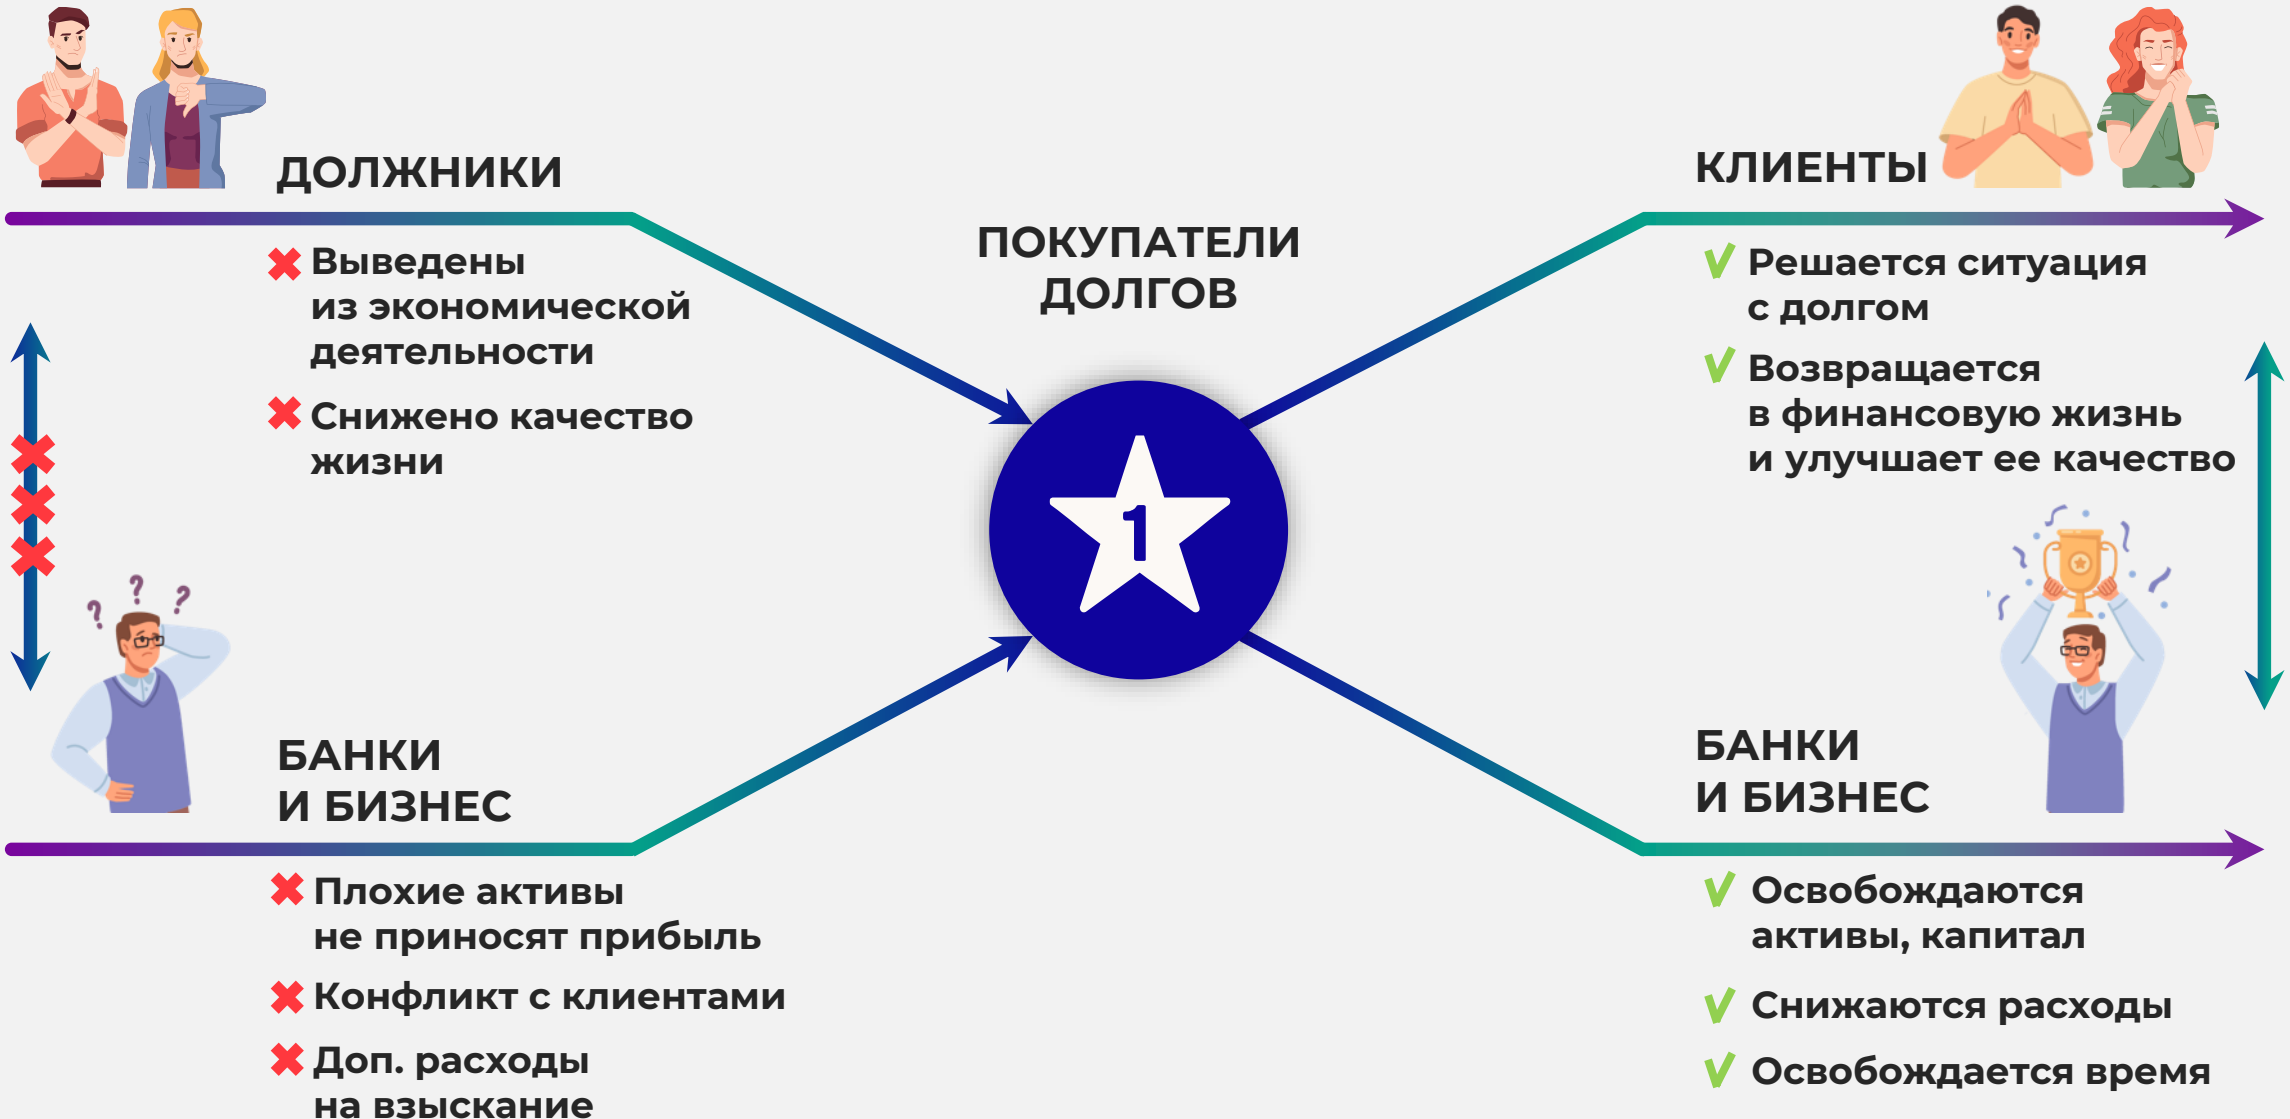 ДОЛЖНИКИ
Выведены
из экономической
деятельности
Снижено качество
жизни
БАНКИ
И БИЗНЕС
Плохие активы
не приносят прибыль
Конфликт с клиентами
Доп. расходы
на взыскание
ПОКУПАТЕЛИ
ДОЛГОВ
1
КЛИЕНТЫ
Решается ситуация
с долгом
Возвращается
в финансовую жизнь
и улучшает ее качество
БАНКИ
И БИЗНЕС
Освобождаются
активы, капитал
Снижаются расходы
Освобождается время